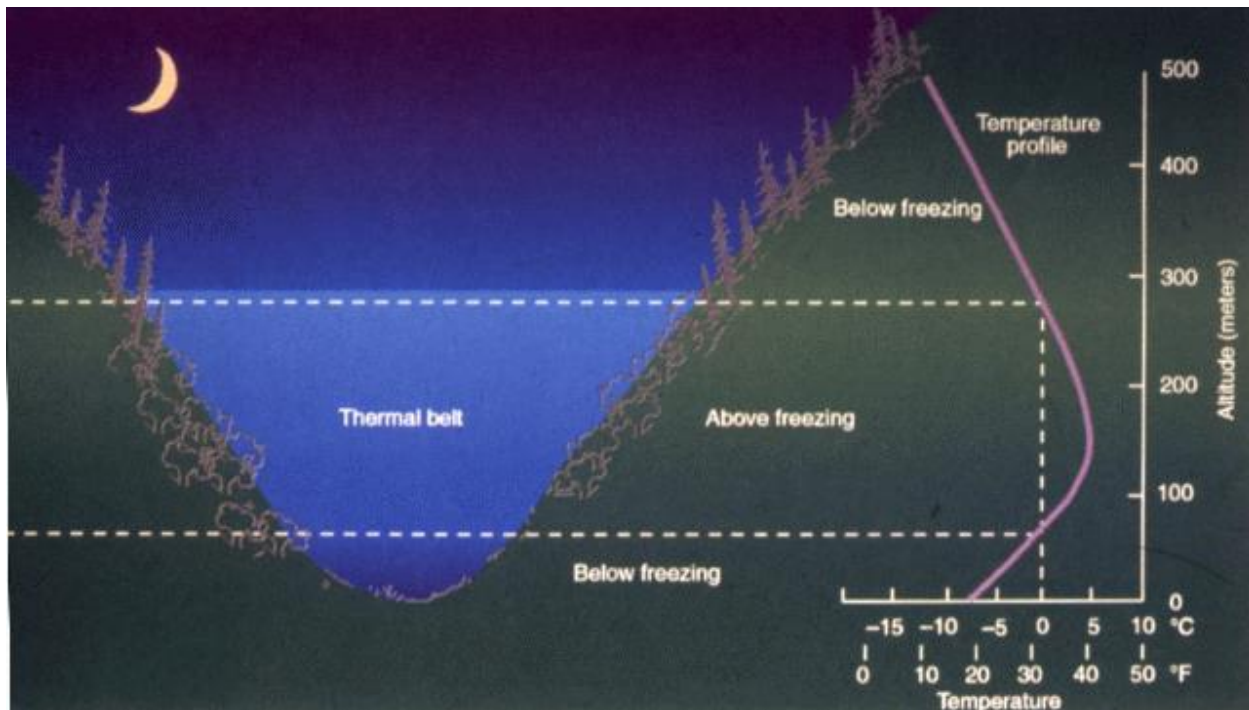 500
Temperature
profile
400
Below freezing
300
Altitude (meters)
200
Thermal belt
Above freezing
100
Below freezing
0
–15 –10 –5 0 5 10 °C
0 10 20 30 40 50 °F
Temperature